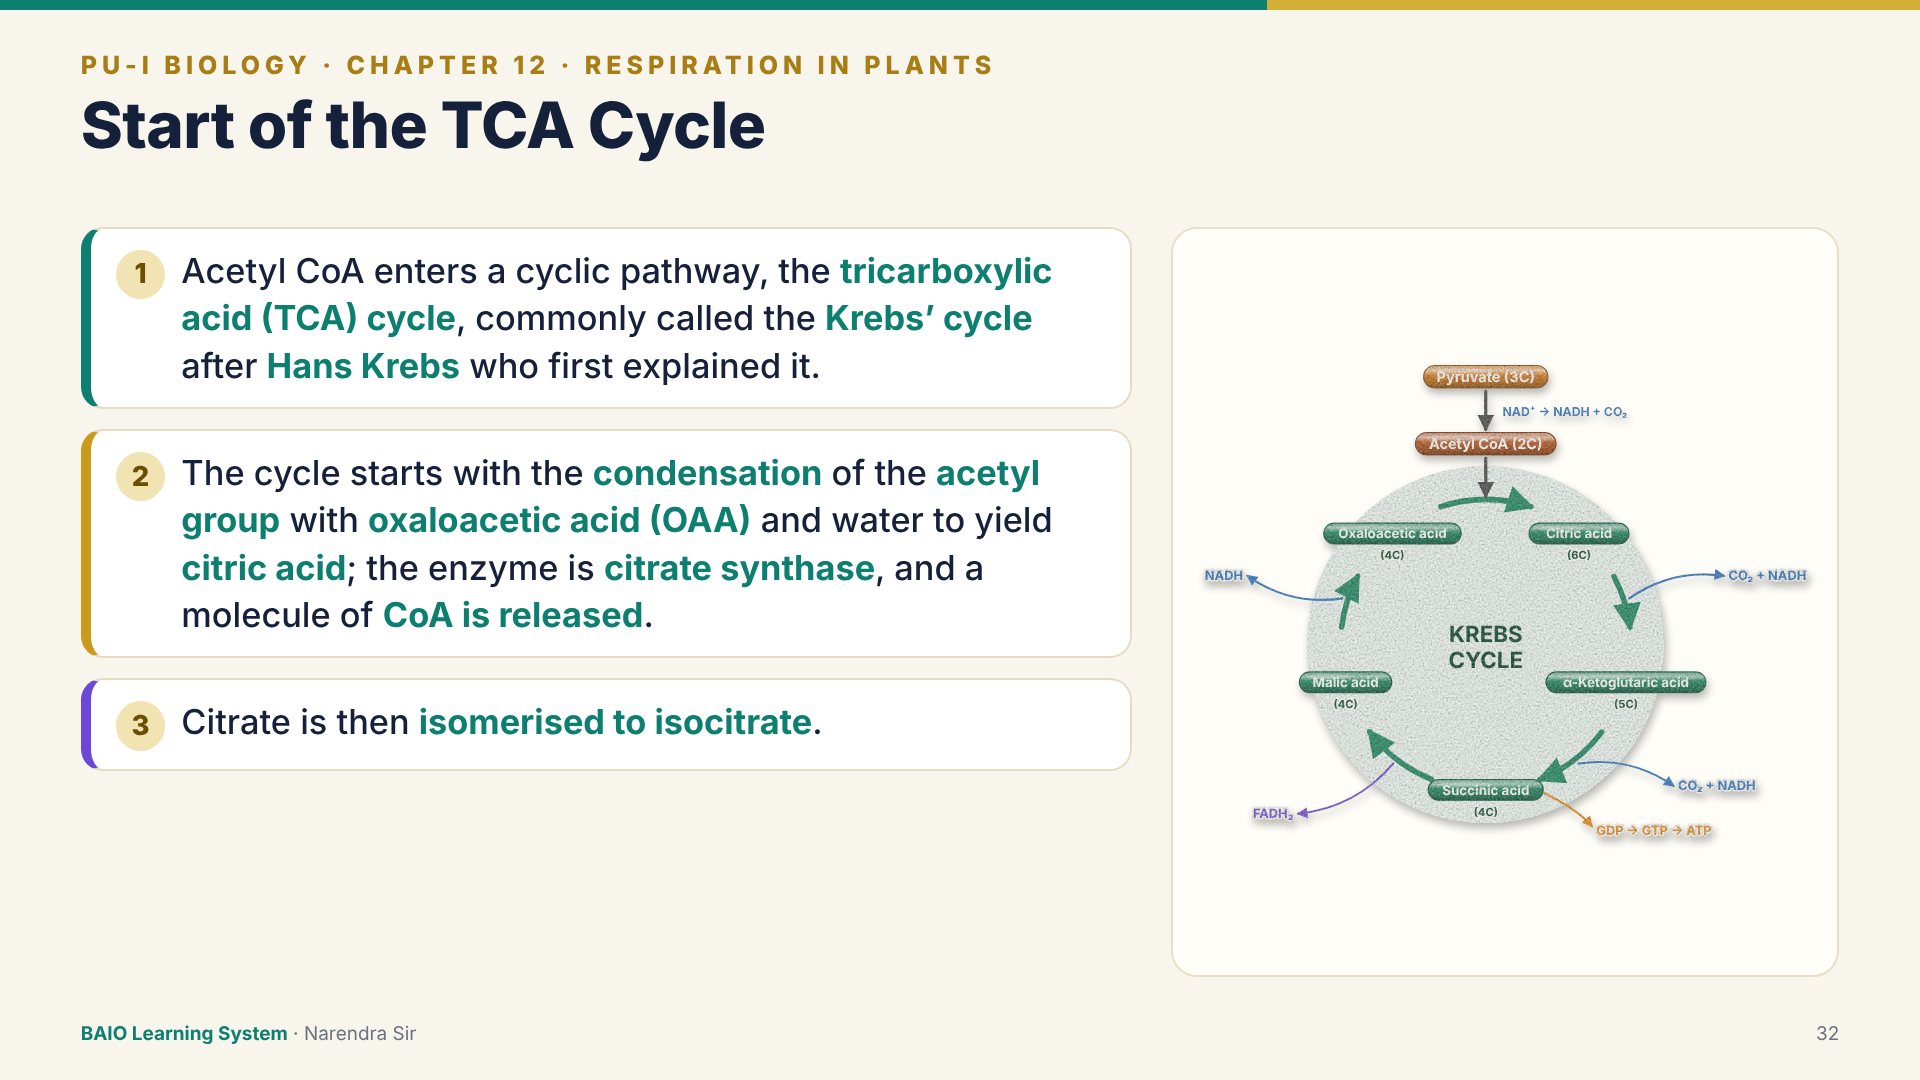 PU-I BIOLOGY · CHAPTER 12 · RESPIRATION IN PLANTS
Start of the TCA Cycle
1
Acetyl CoA enters a cyclic pathway, the tricarboxylic
acid (TCA) cycle, commonly called the Krebs’ cycle
after Hans Krebs who first explained it.
2
The cycle starts with the condensation of the acetyl
group with oxaloacetic acid (OAA) and water to yield
citric acid; the enzyme is citrate synthase, and a
molecule of CoA is released.
3
Citrate is then isomerised to isocitrate.
Pyruvate (3C)
NAD⁺ → NADH + CO₂
Acetyl CoA (2C)
Oxaloacetic acid
(4C)
Citric acid
(6C)
NADH
CO₂ + NADH
KREBS
CYCLE
Malic acid
(4C)
α-Ketoglutaric acid
(5C)
Succinic acid
(4C)
CO₂ + NADH
FADH₂
GDP → GTP → ATP
BAIO Learning System · Narendra Sir
32